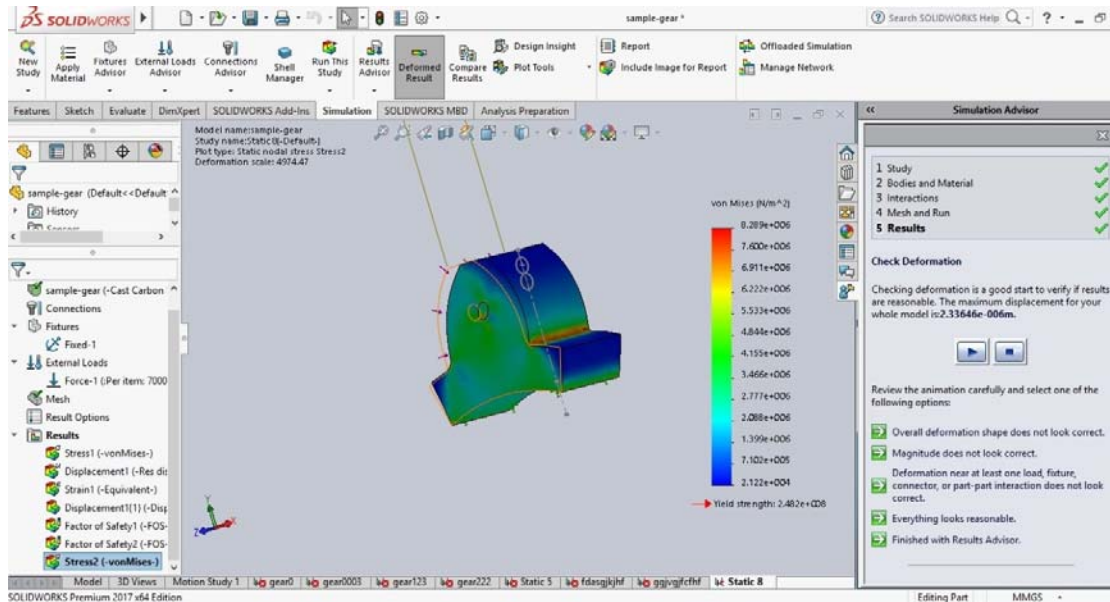 SOLIDWORKS
sample-gear *
Search SOLIDWORKS Help
New Study
Apply Material
Fixtures Advisor
External Loads Advisor
Connections Advisor
Shell Manager
Run This Study
Results Advisor
Deformed Result
Compare Results
Design Insight
Plot Tools
Report
Include Image for Report
Offloaded Simulation
Manage Network
Features Sketch Evaluate DimXpert SOLIDWORKS Add-Ins Simulation SOLIDWORKS MBD Analysis Preparation
sample-gear (Default<<Default
History
Sensors
sample-gear (-Cast Carbon
Connections
Fixtures
Fixed-1
External Loads
Force-1 (:Per item: 7000
Mesh
Result Options
Results
Stress1 (-vonMises-)
Displacement1 (-Res dis
Strain1 (-Equivalent-)
Displacement1(1) (-Disp
Factor of Safety1 (-FOS-
Factor of Safety2 (-FOS-
Stress2 (-vonMises-)
Model name:sample-gear
Study name:Static 8(-Default-)
Plot type: Static nodal stress Stress2
Deformation scale: 4974.47
von Mises (N/m^2)
8.289e+006
7.600e+006
6.911e+006
6.222e+006
5.533e+006
4.844e+006
4.155e+006
3.466e+006
2.777e+006
2.088e+006
1.399e+006
7.102e+005
2.122e+004
Yield strength: 2.482e+008
Simulation Advisor
1 Study
2 Bodies and Material
3 Interactions
4 Mesh and Run
5 Results
Check Deformation
Checking deformation is a good start to verify if results
are reasonable. The maximum displacement for your
whole model is:2.33646e-006m.
Review the animation carefully and select one of the
following options:
Overall deformation shape does not look correct.
Magnitude does not look correct.
Deformation near at least one load, fixture,
connector, or part-part interaction does not look
correct.
Everything looks reasonable.
Finished with Results Advisor.
Model 3D Views Motion Study 1 gear0 gear0003 gear123 gear222 Static 5 fdasgjkjhf Static 8
SOLIDWORKS Premium 2017 x64 Edition
Editing Part MMGS